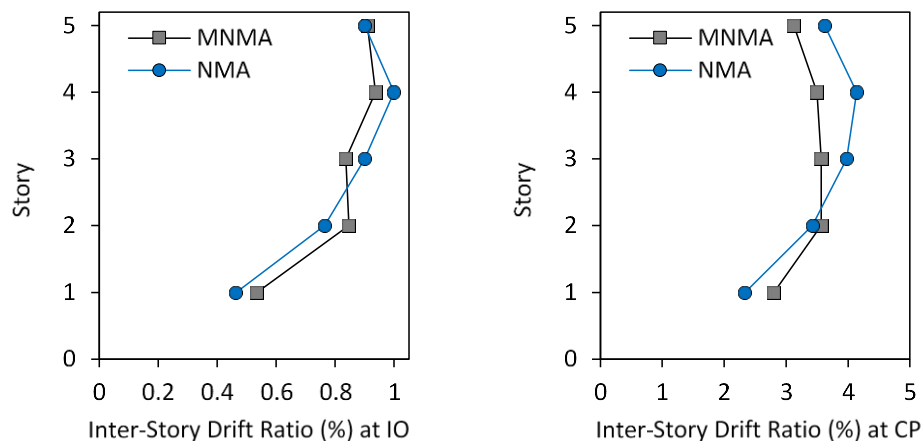 MNMA
NMA
Story
5
4
3
2
1
0
0 0.2 0.4 0.6 0.8 1
Inter-Story Drift Ratio (%) at IO
MNMA
NMA
Story
5
4
3
2
1
0
0 1 2 3 4 5
Inter-Story Drift Ratio (%) at CP